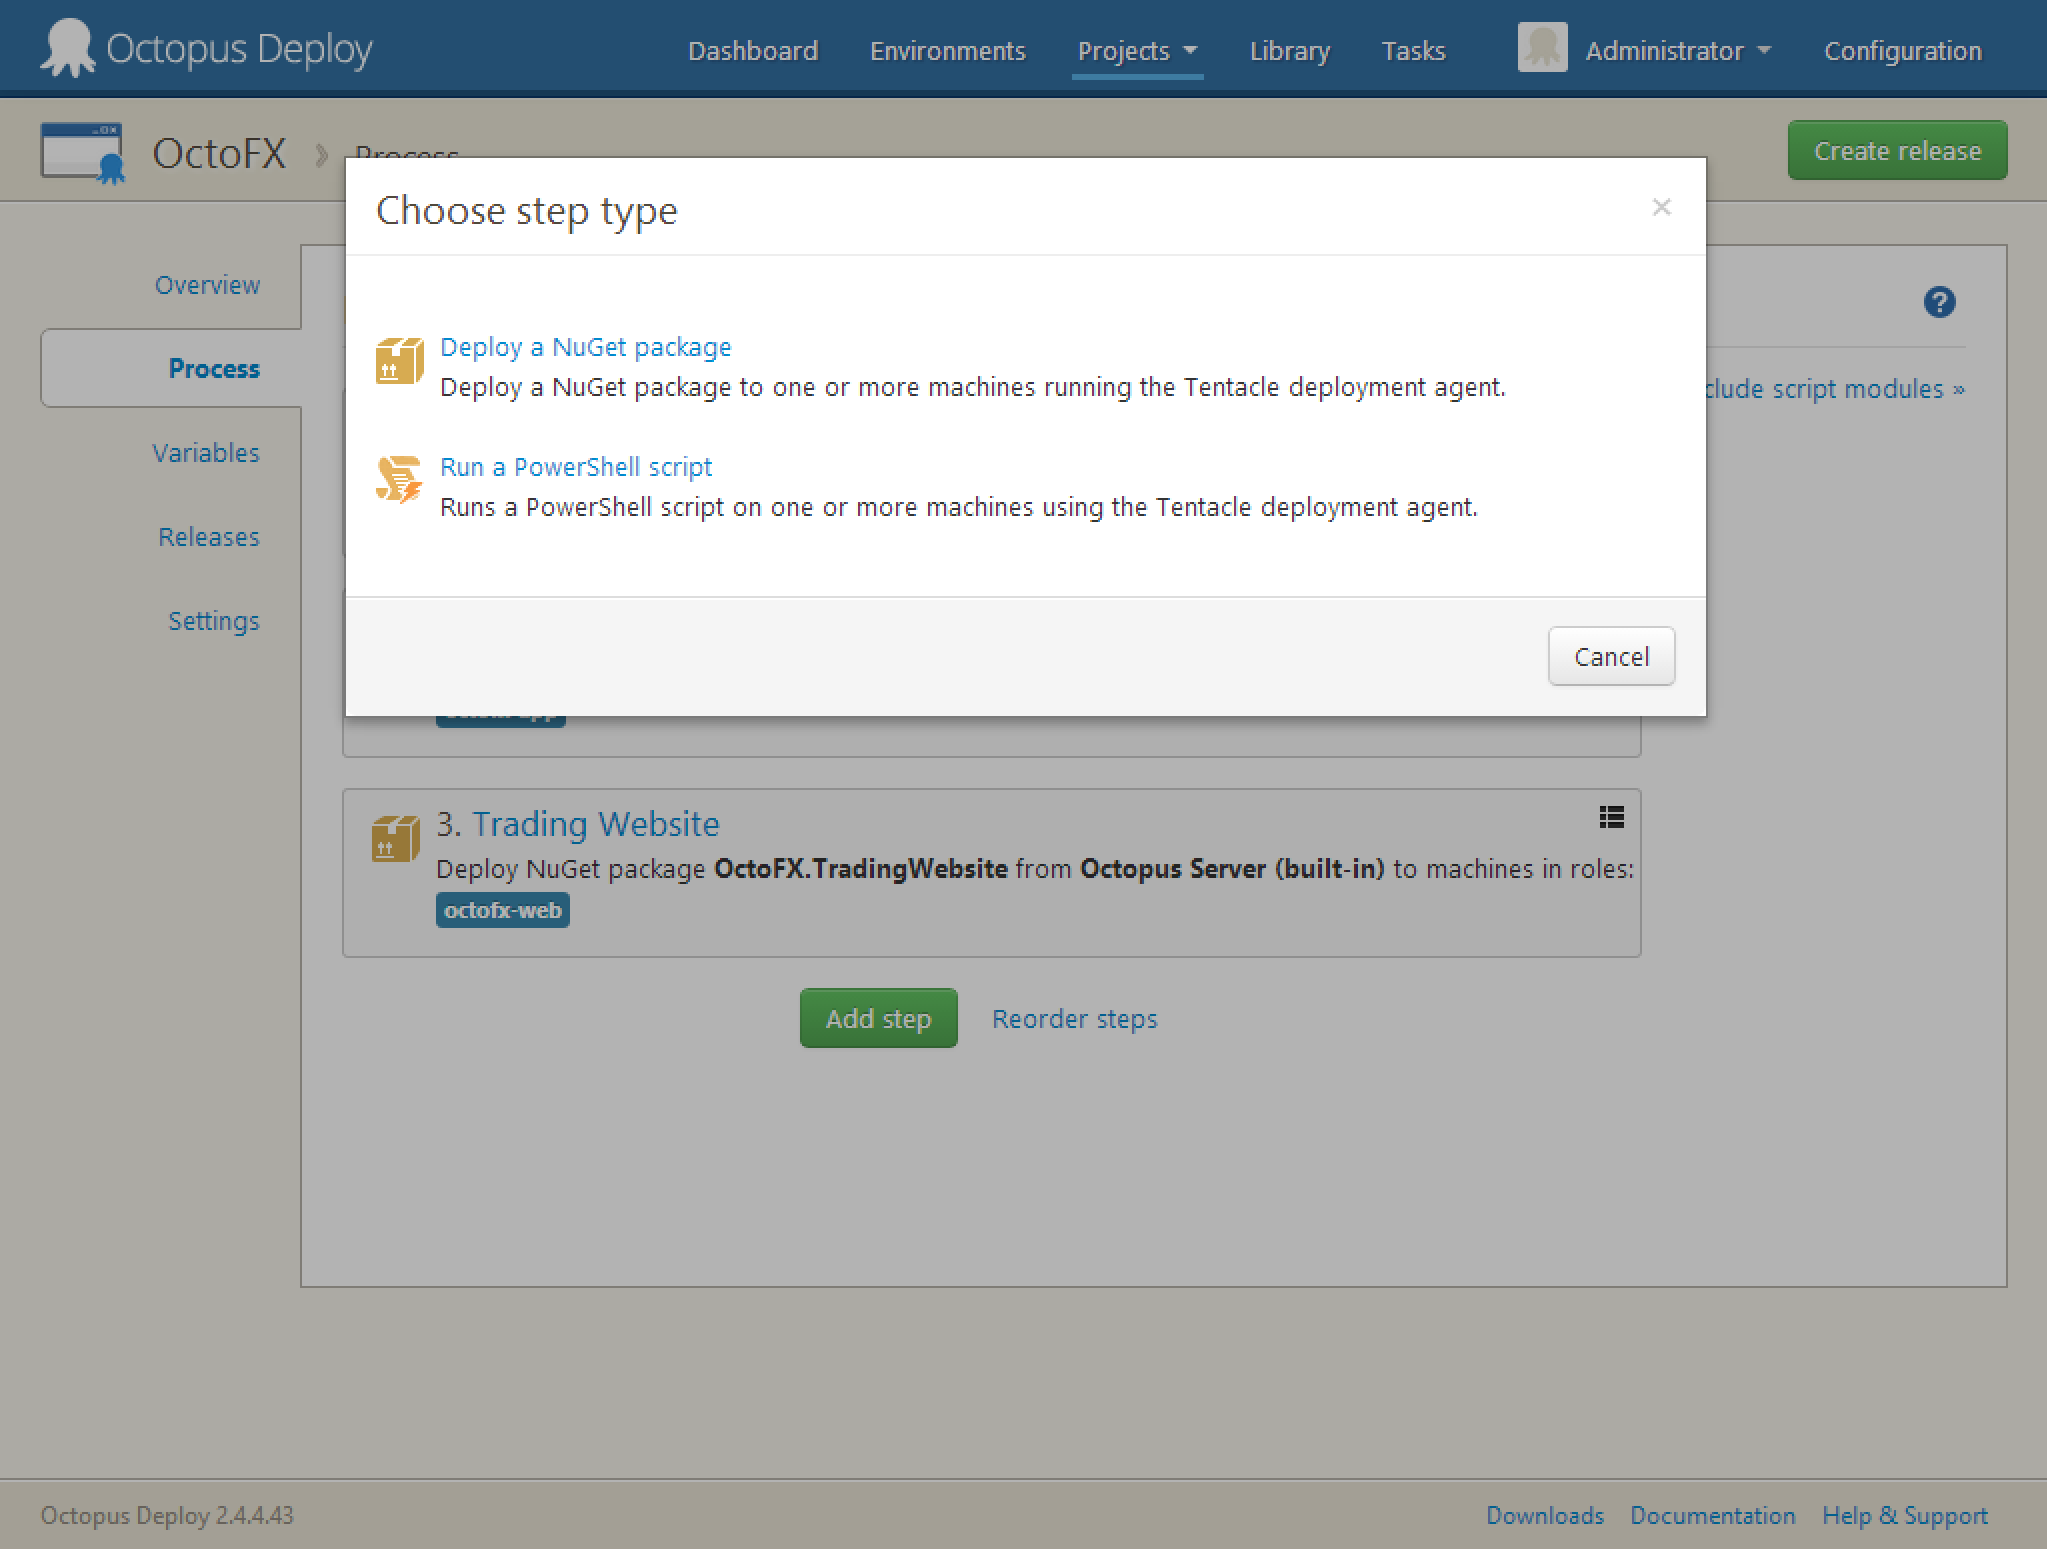 Octopus Deploy
Dashboard Environments Projects Library Tasks Administrator Configuration
OctoFX Process
Create release
Choose step type
Overview
Process
Variables
Releases
Settings
Deploy a NuGet package
Deploy a NuGet package to one or more machines running the Tentacle deployment agent.
script modules »
Run a PowerShell script
Runs a PowerShell script on one or more machines using the Tentacle deployment agent.
Cancel
3. Trading Website
Deploy NuGet package OctoFX.TradingWebsite from Octopus Server (built-in) to machines in roles:
octofx-web
Add step Reorder steps
Octopus Deploy 2.4.4.43
Downloads Documentation Help & Support